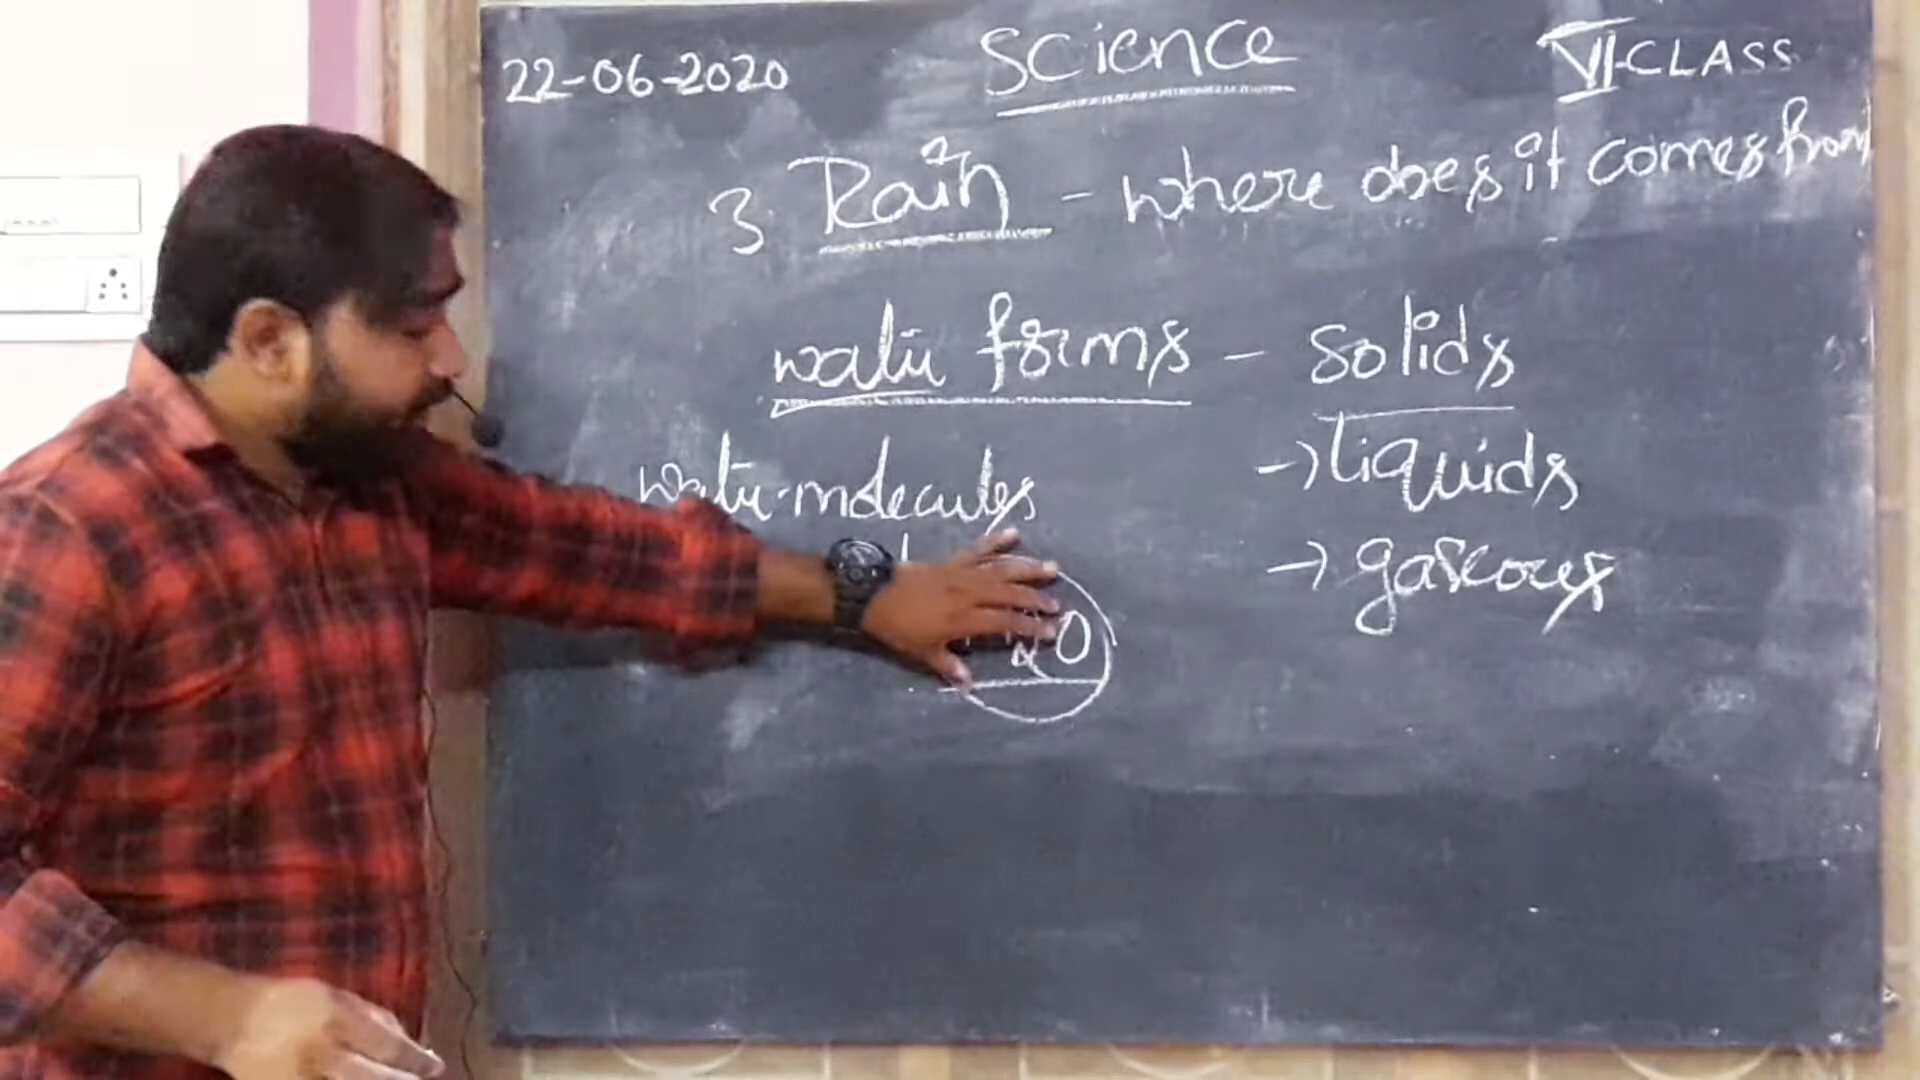 22-06-2020 Science VI-CLASS
3. Rain - where does it comes from
water forms - solids
water-molecules → liquids
→ gaseous
2O